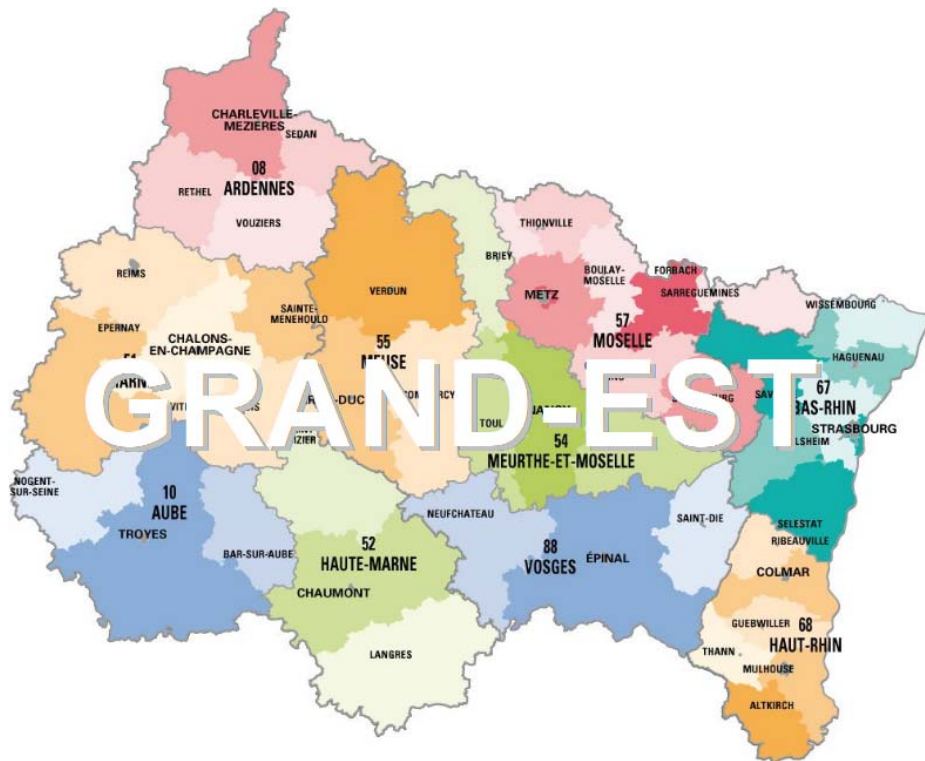 CHARLEVILLE-
MEZIERES
SEDAN
08
ARDENNES
RETHEL
VOUZIERS
THIONVILLE
BRIEY
REIMS
BOULAY-
MOSELLE
FORBACH
SARREGUEMINES
METZ
VERDUN
SAINTE-
MENEHOULD
WISSEMBOURG
EPERNAY
57
MOSELLE
CHALONS-
EN-CHAMPAGNE
55
MEUSE
HAGUENAU
67
BAS-RHIN
GRAND-EST
STRASBOURG
TOUL
54
MEURTHE-ET-MOSELLE
NOGENT-
SUR-SEINE
10
AUBE
TROYES
NEUFCHATEAU
SAINT-DIE
SELESTAT
RIBEAUVILLE
BAR-SUR-AUBE
52
HAUTE-MARNE
88
VOSGES
ÉPINAL
COLMAR
CHAUMONT
GUEBWILLER
68
HAUT-RHIN
LANGRES
THANN
MULHOUSE
ALTKIRCH